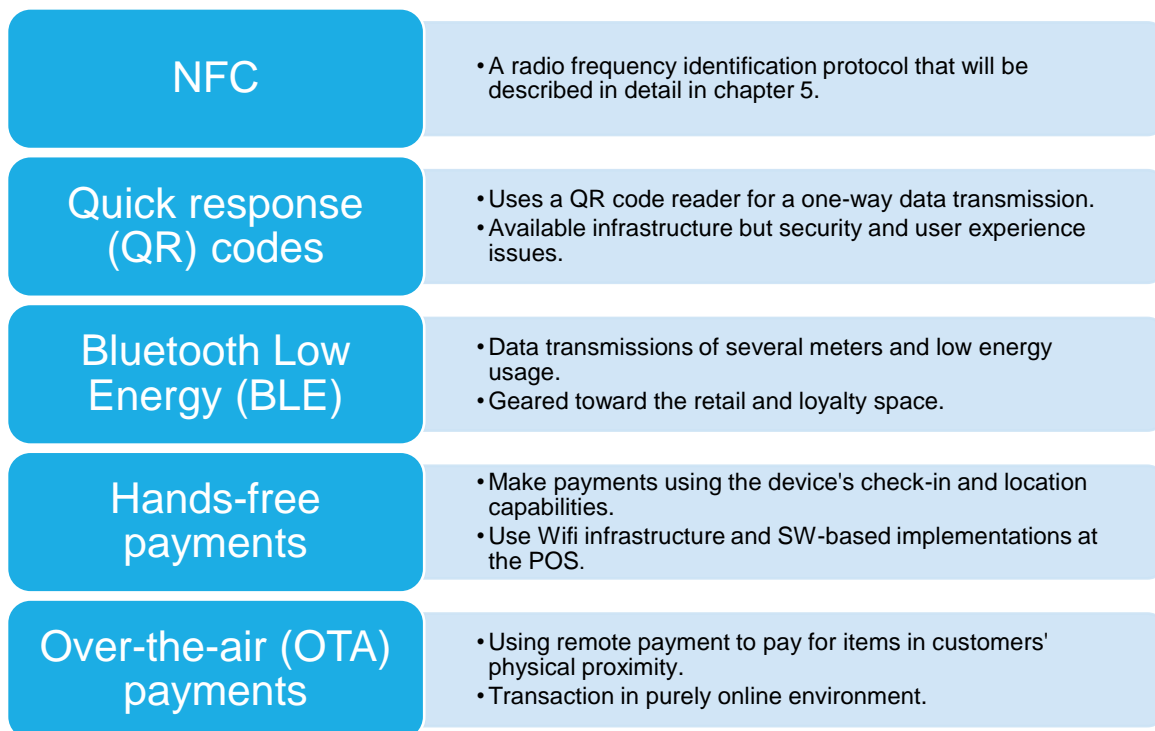 NFC
• A radio frequency identification protocol that will be
described in detail in chapter 5.
Quick response
(QR) codes
• Uses a QR code reader for a one-way data transmission.
• Available infrastructure but security and user experience
issues.
Bluetooth Low
Energy (BLE)
• Data transmissions of several meters and low energy
usage.
• Geared toward the retail and loyalty space.
Hands-free
payments
• Make payments using the device's check-in and location
capabilities.
• Use Wifi infrastructure and SW-based implementations at
the POS.
Over-the-air (OTA)
payments
• Using remote payment to pay for items in customers'
physical proximity.
• Transaction in purely online environment.